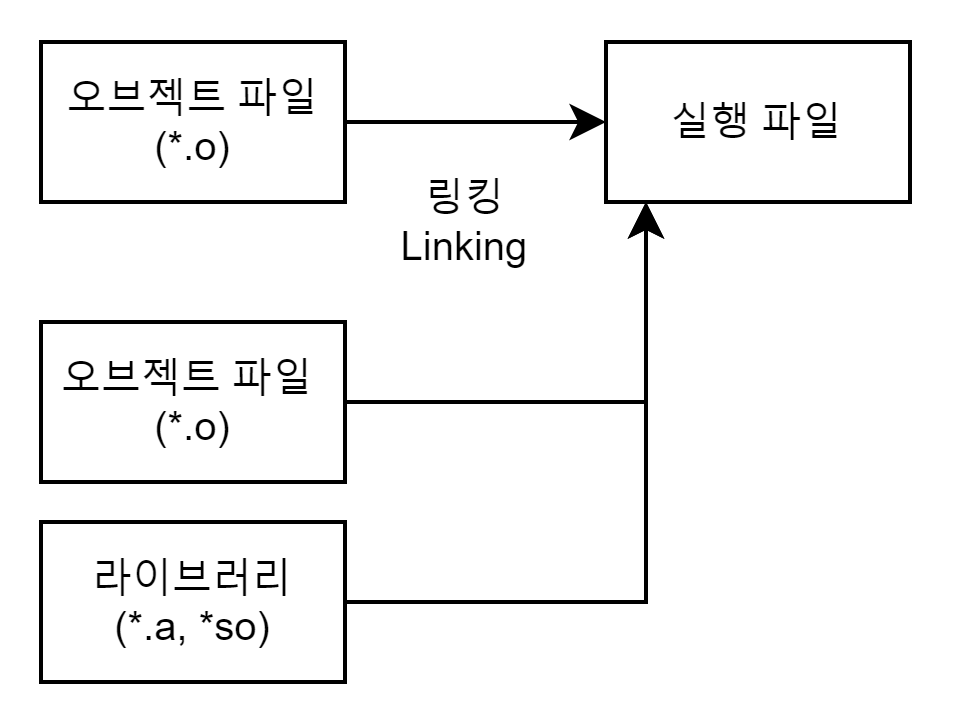 오브젝트 파일
(*.o)
실행 파일
링킹
Linking
오브젝트 파일
(*.o)
라이브러리
(*.a, *so)